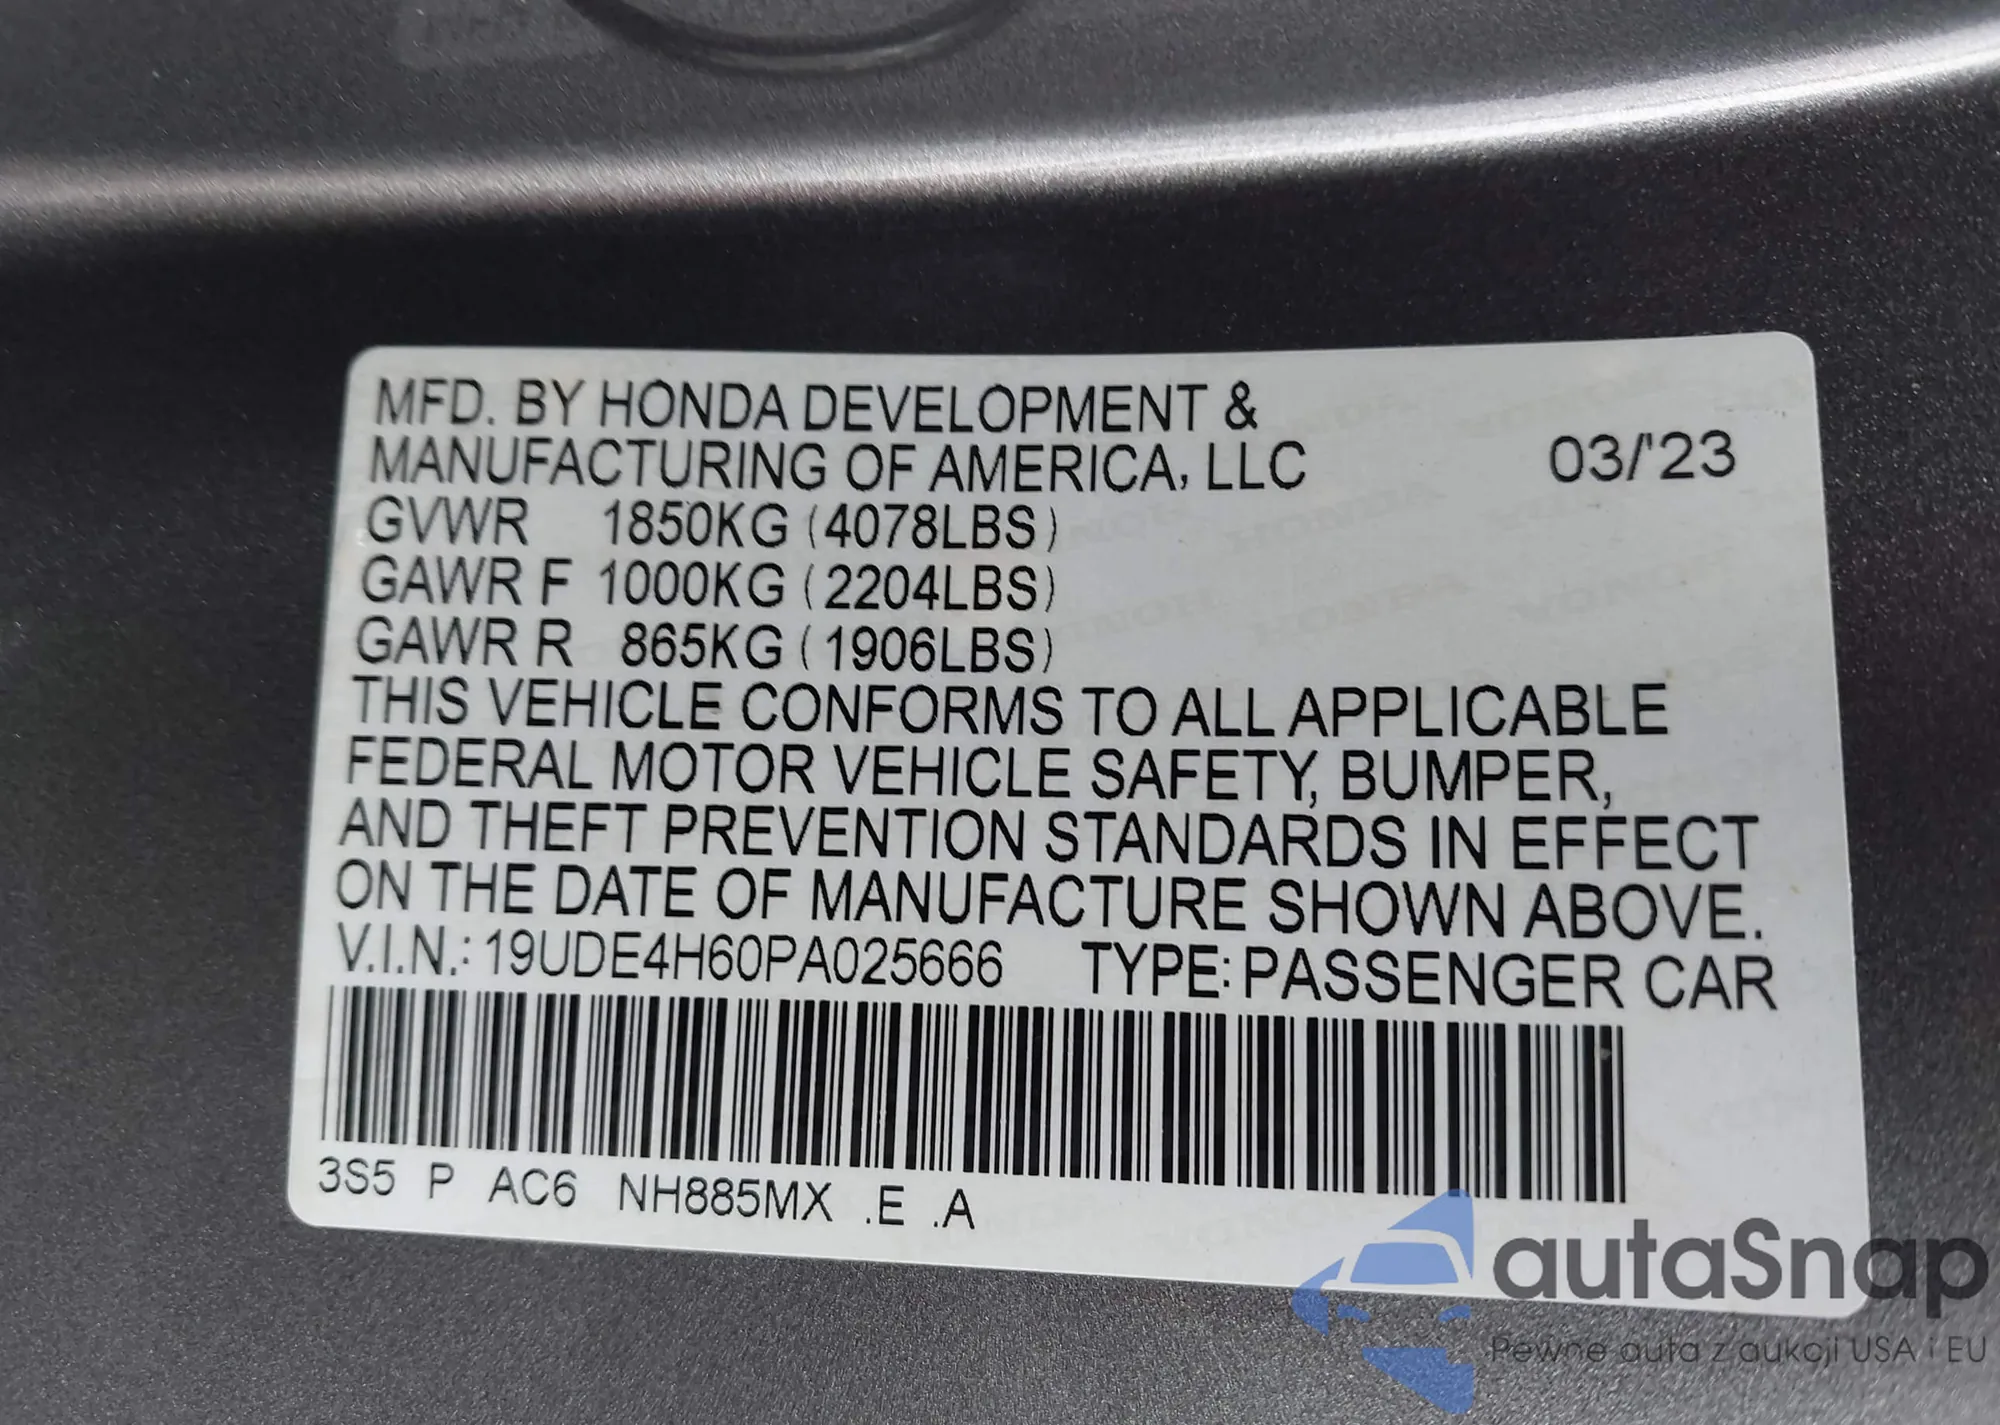 MFD. BY HONDA DEVELOPMENT &
MANUFACTURING OF AMERICA, LLC 03/'23
GVWR 1850KG (4078LBS)
GAWR F 1000KG (2204LBS)
GAWR R 865KG (1906LBS)
THIS VEHICLE CONFORMS TO ALL APPLICABLE
FEDERAL MOTOR VEHICLE SAFETY, BUMPER,
AND THEFT PREVENTION STANDARDS IN EFFECT
ON THE DATE OF MANUFACTURE SHOWN ABOVE.
V.I.N.: 19UDE4H60PA025666 TYPE: PASSENGER CAR
3S5 P AC6 NH885MX .E .A
autaSnap
Pewne auta z aukcji USA i EU